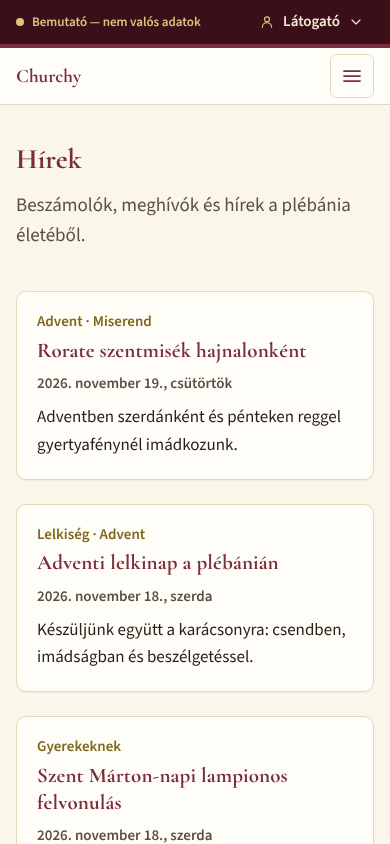 Bemutató — nem valós adatok
Látogató
Churchy
Hírek
Beszámolók, meghívók és hírek a plébánia
életéből.
Advent · Miserend
Rorate szentmisék hajnalonként
2026. november 19., csütörtök
Adventben szerdánként és pénteken reggel
gyertyafénynél imádkozunk.
Lelkiség · Advent
Adventi lelkinap a plébánián
2026. november 18., szerda
Készüljünk együtt a karácsonyra: csendben,
imádságban és beszélgetéssel.
Gyerekeknek
Szent Márton-napi lampionos
felvonulás
2026. november 18., szerda